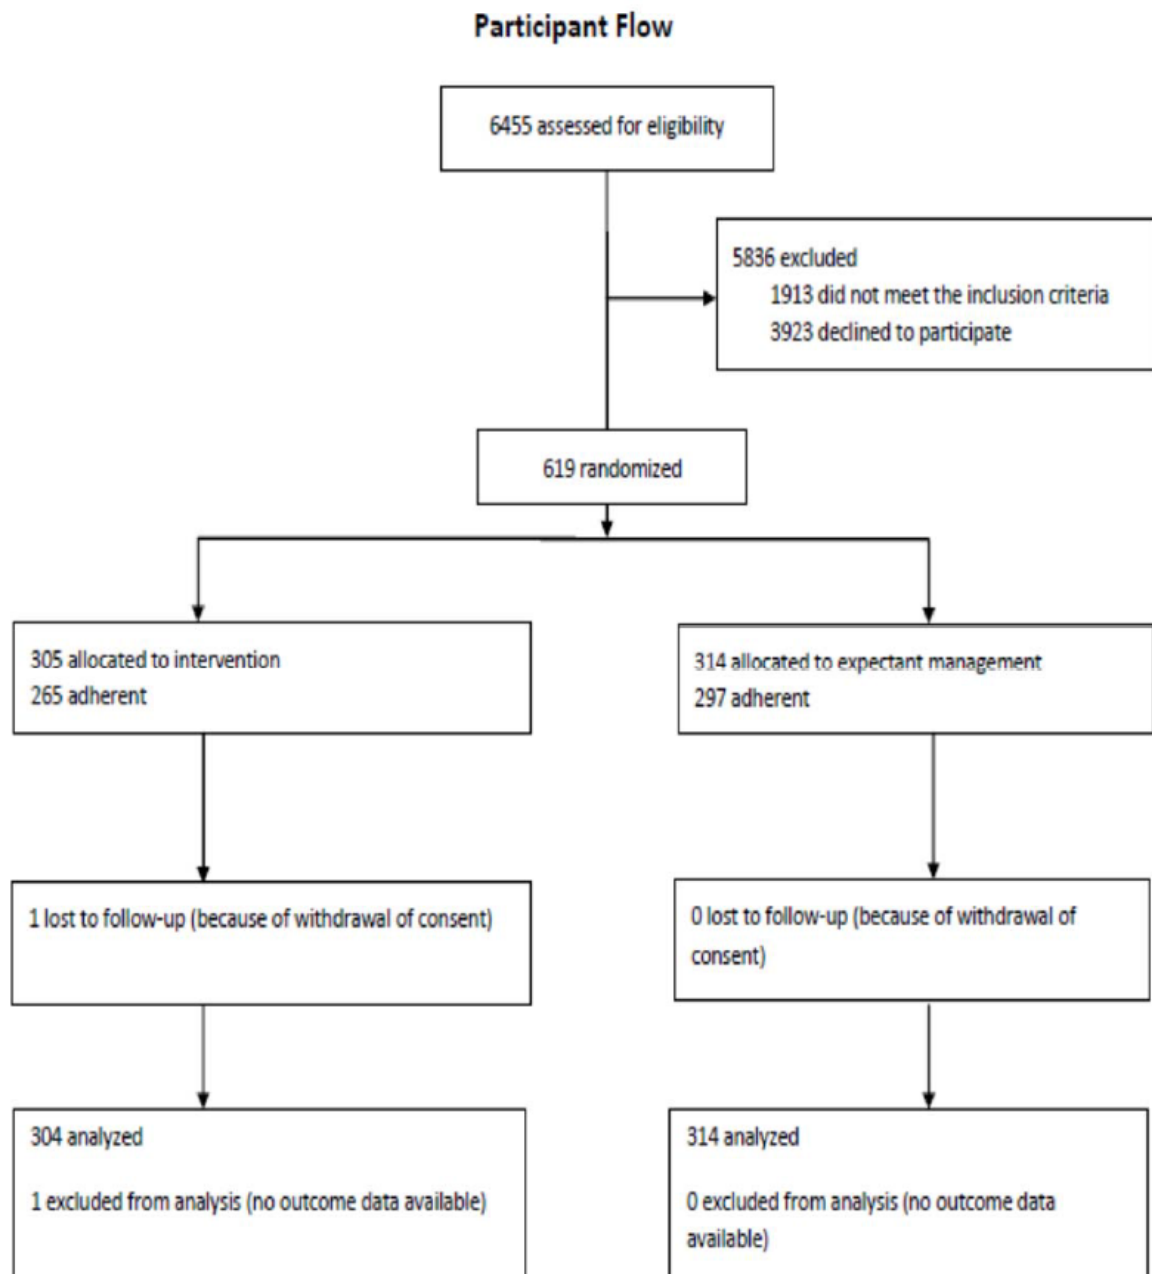 Participant Flow
6455 assessed for eligibility
5836 excluded
1913 did not meet the inclusion criteria
3923 declined to participate
619 randomized
305 allocated to intervention
265 adherent
314 allocated to expectant management
297 adherent
1 lost to follow-up (because of withdrawal of consent)
0 lost to follow-up (because of withdrawal of
consent)
304 analyzed
1 excluded from analysis (no outcome data available)
314 analyzed
0 excluded from analysis (no outcome data
available)